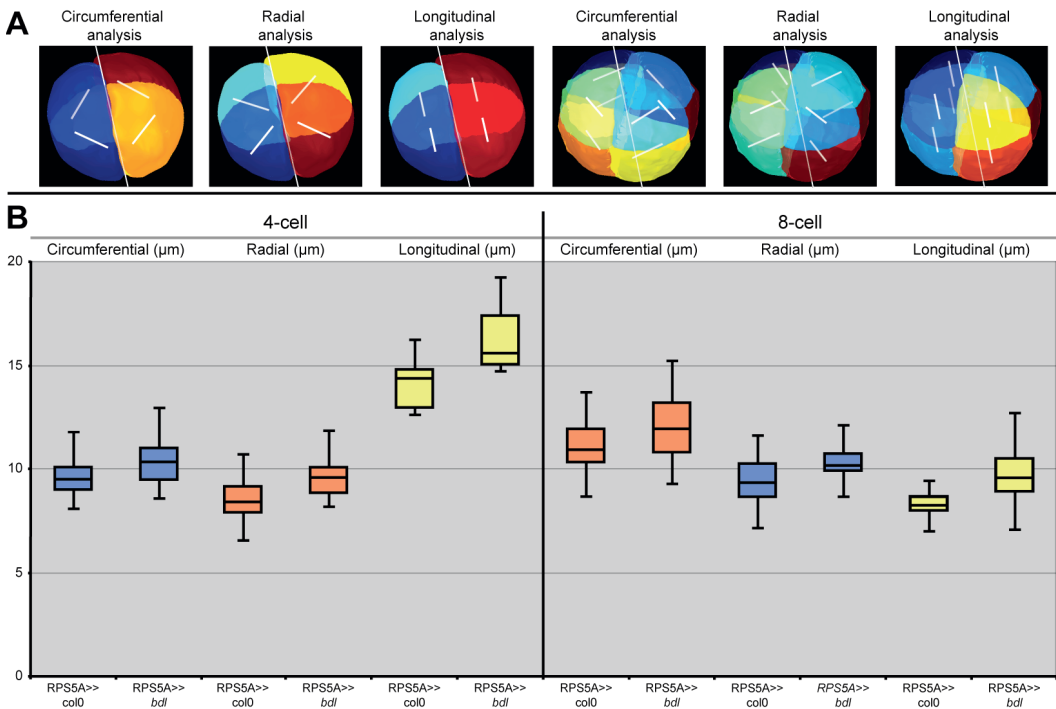 A
Circumferential analysis
Radial analysis
Longitudinal analysis
Circumferential analysis
Radial analysis
Longitudinal analysis
B
4-cell
8-cell
Circumferential (µm)
Radial (µm)
Longitudinal (µm)
Circumferential (µm)
Radial (µm)
Longitudinal (µm)
20
15
10
5
0
RPS5A>> col0
RPS5A>> bdl
RPS5A>> col0
RPS5A>> bdl
RPS5A>> col0
RPS5A>> bdl
RPS5A>> col0
RPS5A>> bdl
RPS5A>> col0
RPS5A>> bdl
RPS5A>> col0
RPS5A>> bdl